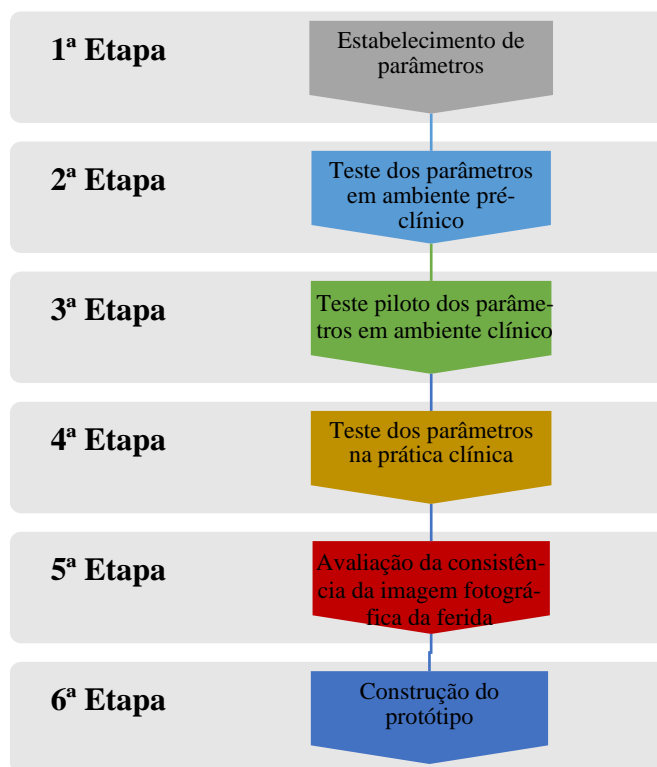 1ª Etapa
Estabelecimento de
parâmetros
2ª Etapa
Teste dos parâmetros
em ambiente pré-
clínico
3ª Etapa
Teste piloto dos parâme-
tros em ambiente clínico
4ª Etapa
Teste dos parâmetros
na prática clínica
5ª Etapa
Avaliação da consistên-
cia da imagem fotográ-
fica da ferida
6ª Etapa
Construção do
protótipo